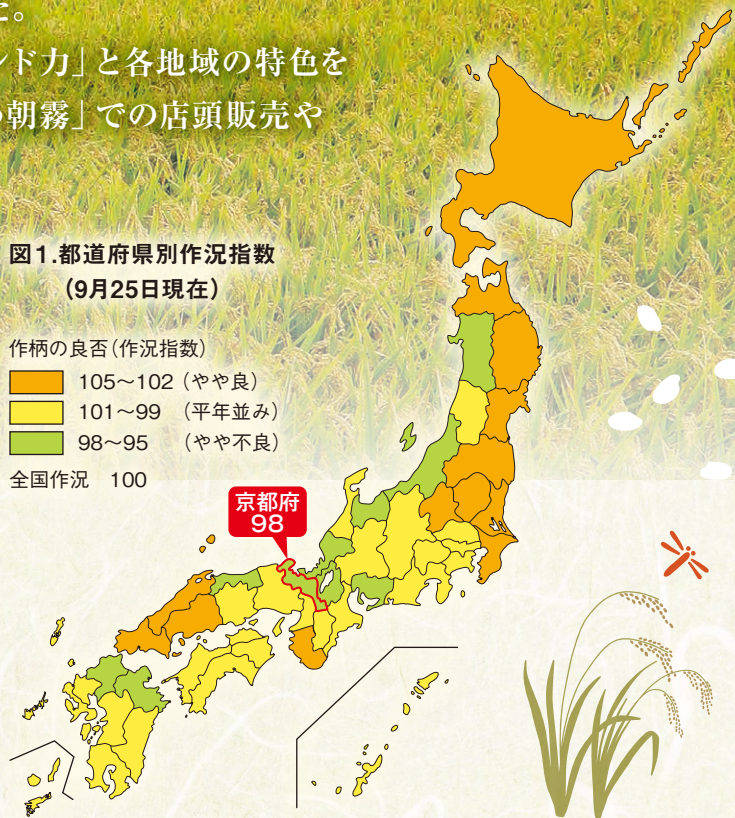 た。
ンド力」と各地域の特色を
朝霧」での店頭販売や
図1.都道府県別作況指数
(9月25日現在)
作柄の良否(作況指数)
105〜102(やや良)
101〜99 (平年並み)
98〜95 (やや不良)
全国作況 100
京都府
98